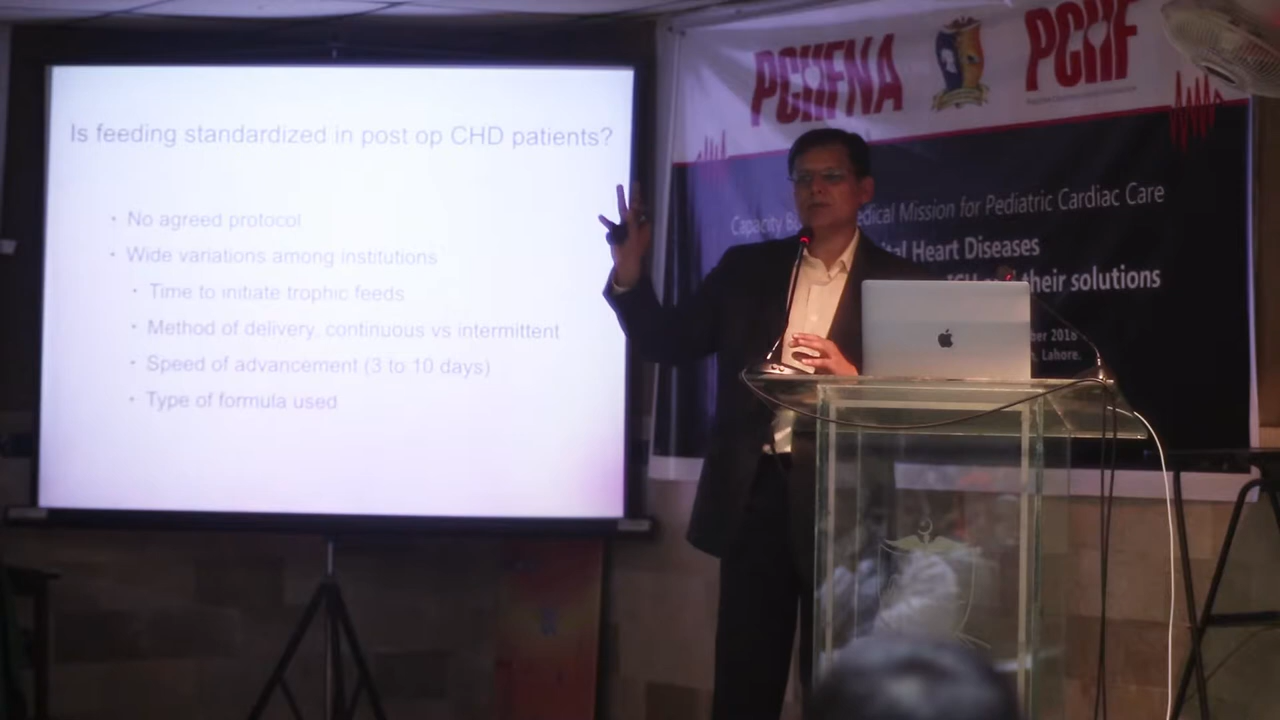 Is feeding standardized in post op CHD patients?
• No agreed protocol
• Wide variations among institutions
• Time to initiate trophic feeds
• Method of delivery, continuous vs intermittent
• Speed of advancement (3 to 10 days)
• Type of formula used
PCHFNA
PCHF
Capacity Medical Mission for Pediatric Cardiac Care
Heart Diseases
their solutions
2018
Lahore.